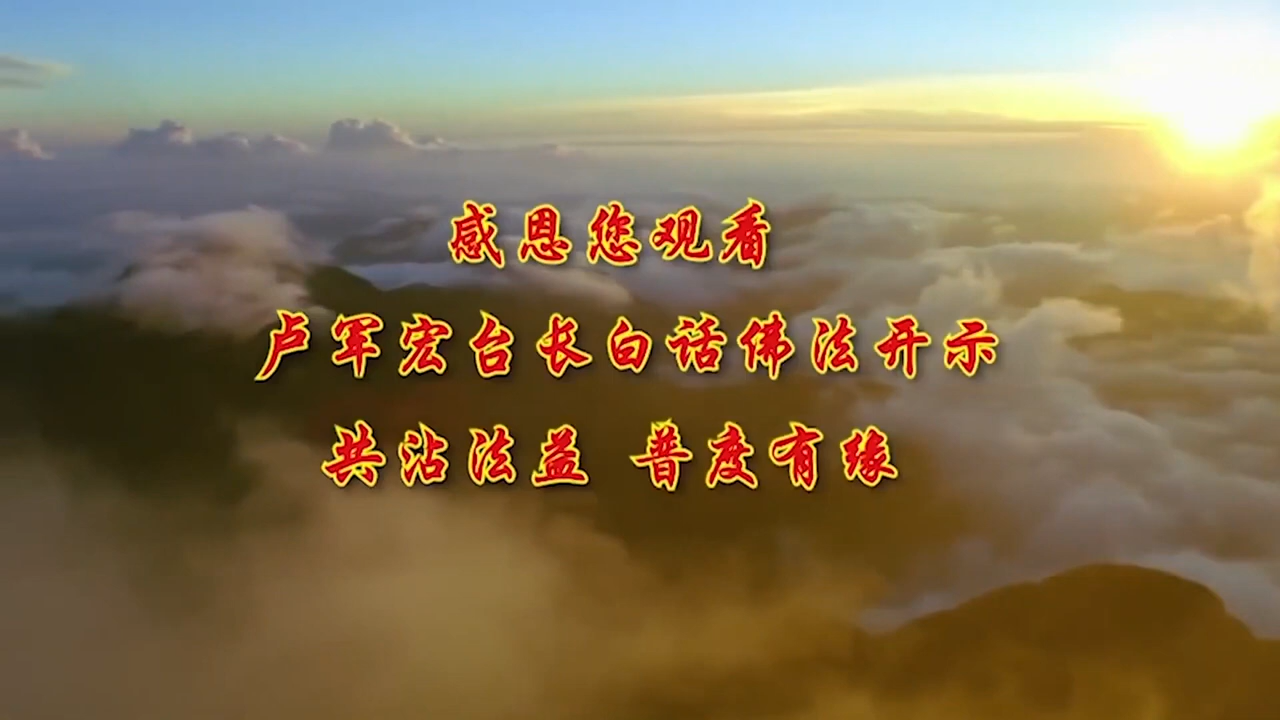 感恩您观看
卢军宏台长白话佛法开示
共沾法益 普度有缘